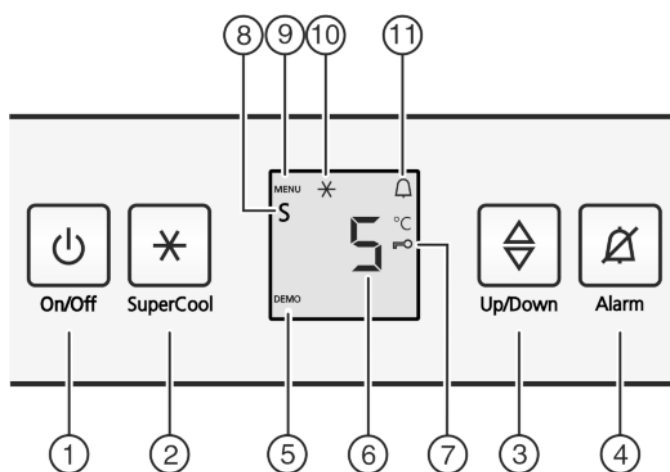 8 9 10 11
MENU
S
5 °C
DEMO
On/Off SuperCool Up/Down Alarm
1 2 5 6 7 3 4